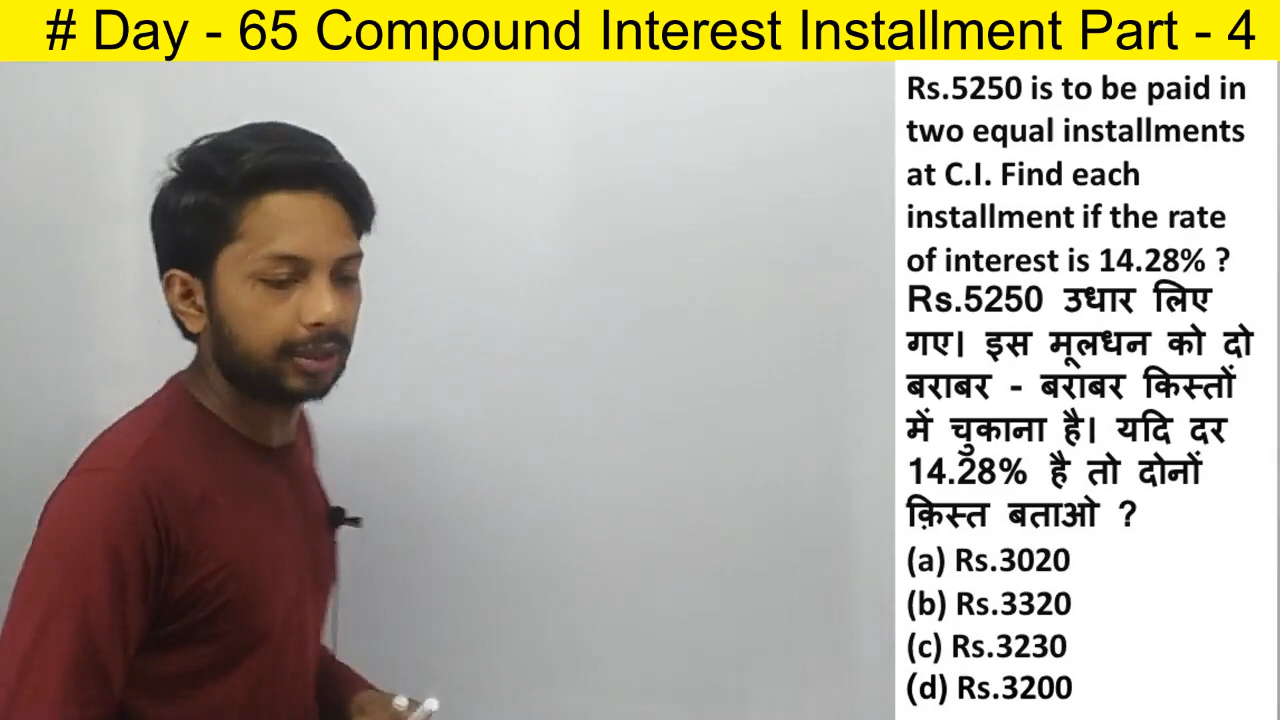 # Day - 65 Compound Interest Installment Part - 4
Rs.5250 is to be paid in
two equal installments
at C.I. Find each
installment if the rate
of interest is 14.28% ?
Rs.5250 उधार लिए
गए। इस मूलधन को दो
बराबर - बराबर किस्तों
में चुकाना है। यदि दर
14.28% है तो दोनों
क़िस्त बताओ ?
(a) Rs.3020
(b) Rs.3320
(c) Rs.3230
(d) Rs.3200